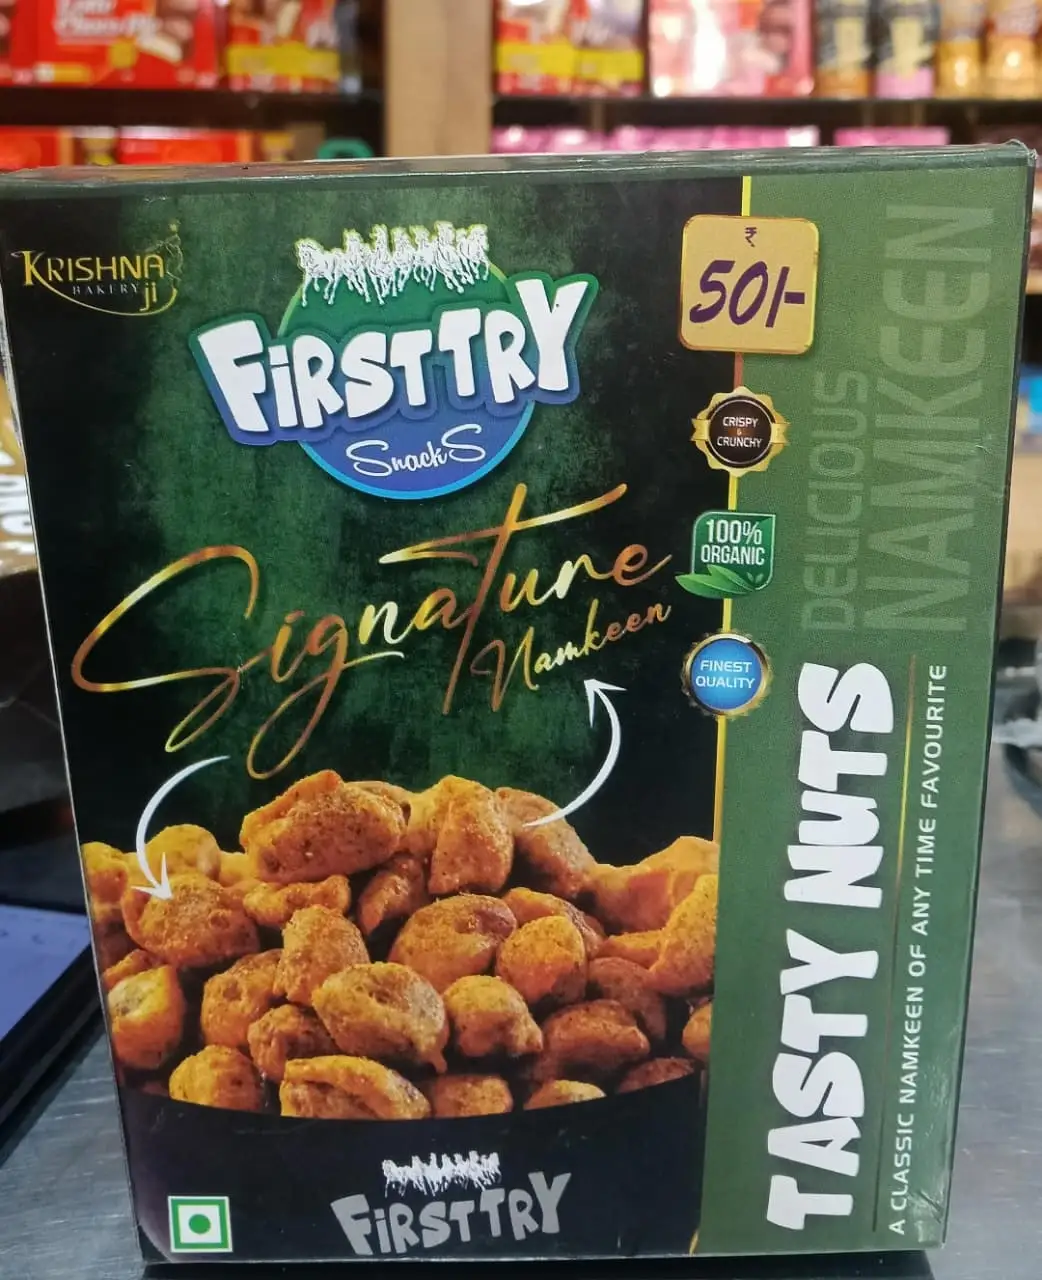 KRISHNA
BAKERY
ji
FIRSTTRY
SnackS
₹
50/-
CRISPY
&
CRUNCHY
100%
ORGANIC
FINEST
QUALITY
Signature
Namkeen
DELICIOUS
NAMKEEN
TASTY NUTS
A CLASSIC NAMKEEN OF ANY TIME FAVOURITE
FIRSTTRY